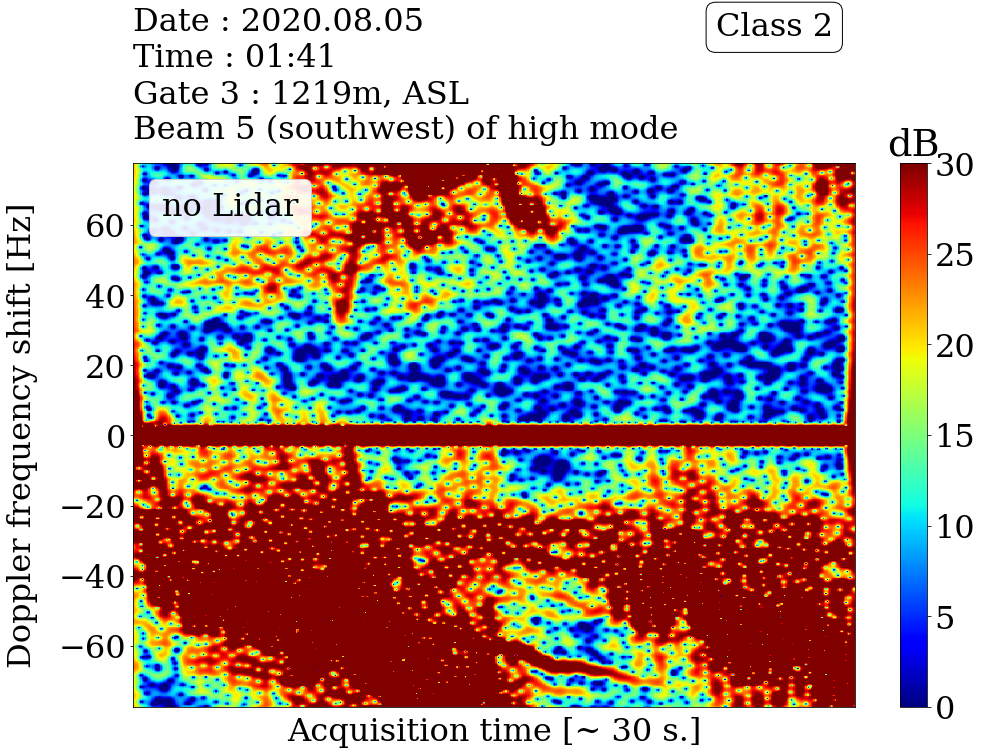 Date : 2020.08.05
Time : 01:41
Gate 3 : 1219m, ASL
Beam 5 (southwest) of high mode
Class 2
dB
no Lidar
Doppler frequency shift [Hz]
60
40
20
0
−20
−40
−60
30
25
20
15
10
5
0
Acquisition time [~ 30 s.]